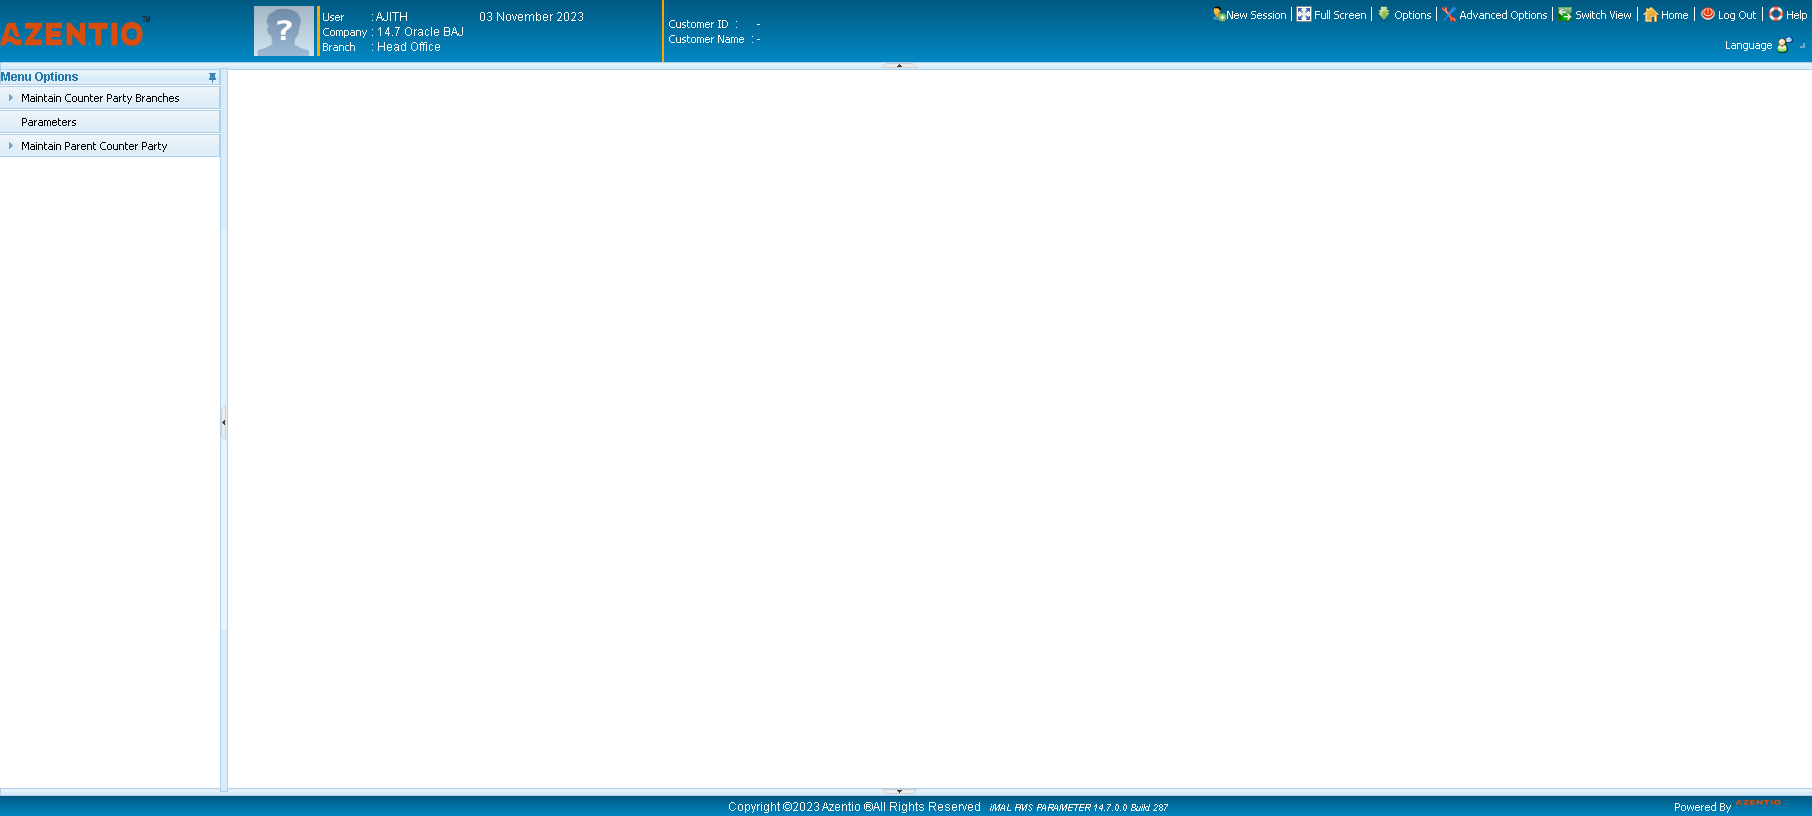 AZENTIO™
?
User : AJITH 03 November 2023
Company : 14.7 Oracle BAJ
Branch : Head Office
Customer ID : -
Customer Name : -
New Session | Full Screen | Options | Advanced Options | Switch View | Home | Log Out | Help
Language
Menu Options
Maintain Counter Party Branches
Parameters
Maintain Parent Counter Party
Copyright ©2023 Azentio ®All Rights Reserved iMAL PMS PARAMETER 14.7.0.0 Build 287
Powered By AZENTIO